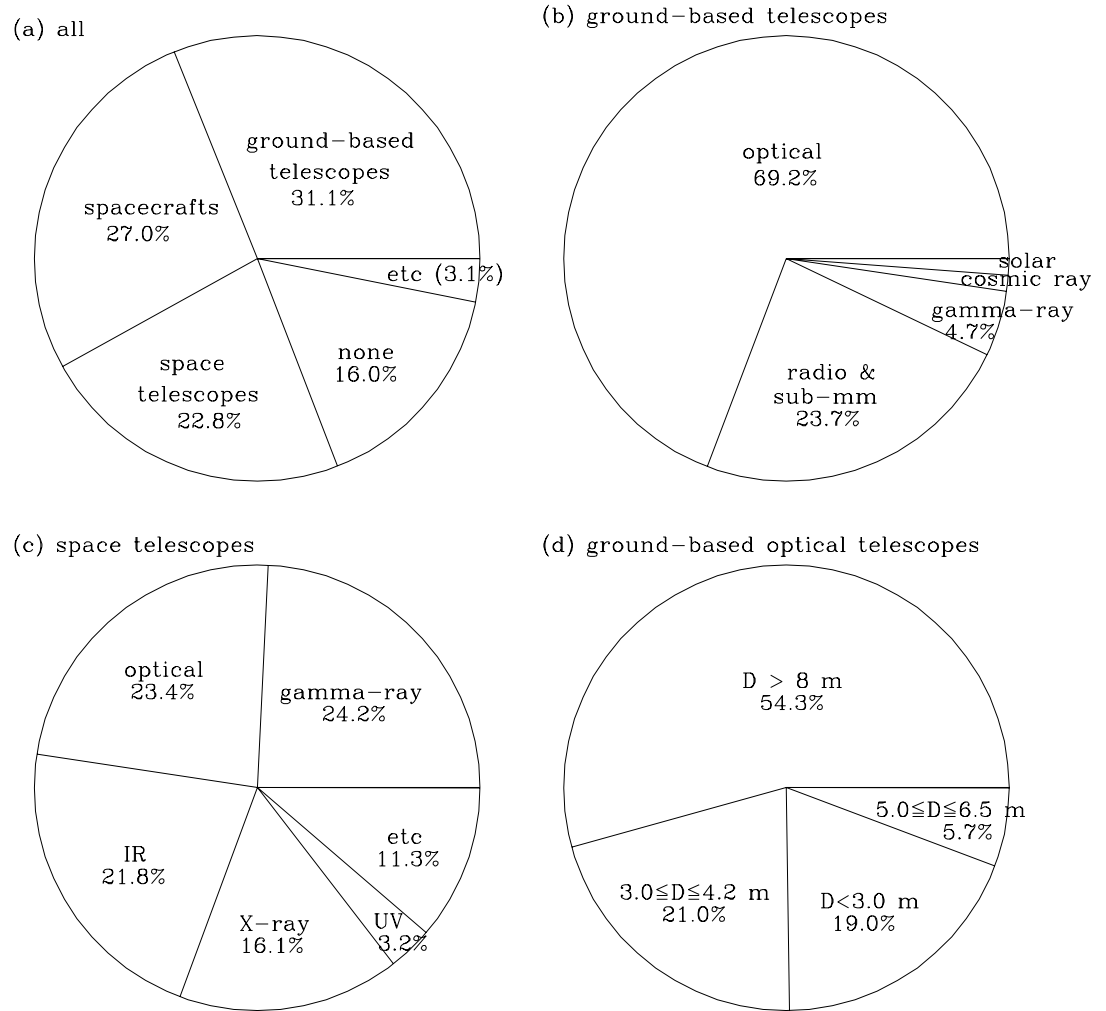 (a) all
ground−based
telescopes
31.1%
spacecrafts
27.0%
etc (3.1%)
space
telescopes
22.8%
none
16.0%
(b) ground−based telescopes
optical
69.2%
solar
cosmic ray
gamma−ray
4.7%
radio &
sub−mm
23.7%
(c) space telescopes
optical
23.4%
gamma−ray
24.2%
IR
21.8%
etc
11.3%
X−ray
16.1%
UV
3.2%
(d) ground−based optical telescopes
D > 8 m
54.3%
5.0≦D≦6.5 m
5.7%
3.0≦D≦4.2 m
21.0%
D<3.0 m
19.0%